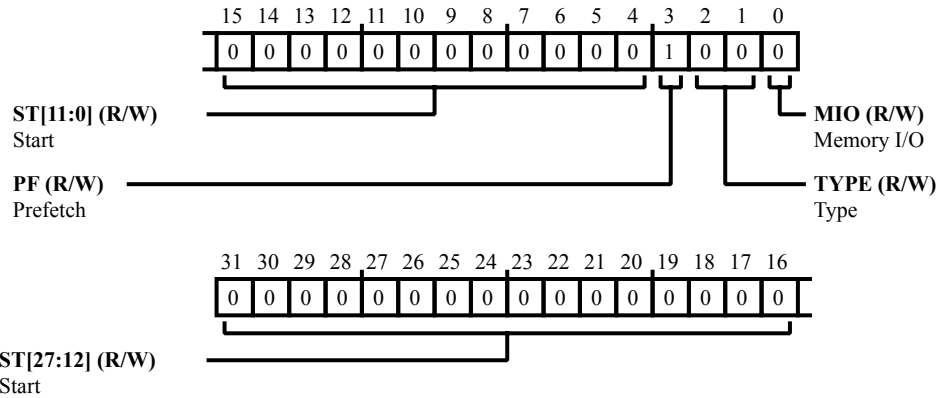 15 14 13 12 11 10 9 8 7 6 5 4 3 2 1 0
0 0 0 0 0 0 0 0 0 0 0 0 1 0 0 0
ST[11:0] (R/W)
Start
MIO (R/W)
Memory I/O
PF (R/W)
Prefetch
TYPE (R/W)
Type
31 30 29 28 27 26 25 24 23 22 21 20 19 18 17 16
0 0 0 0 0 0 0 0 0 0 0 0 0 0 0 0
ST[27:12] (R/W)
Start